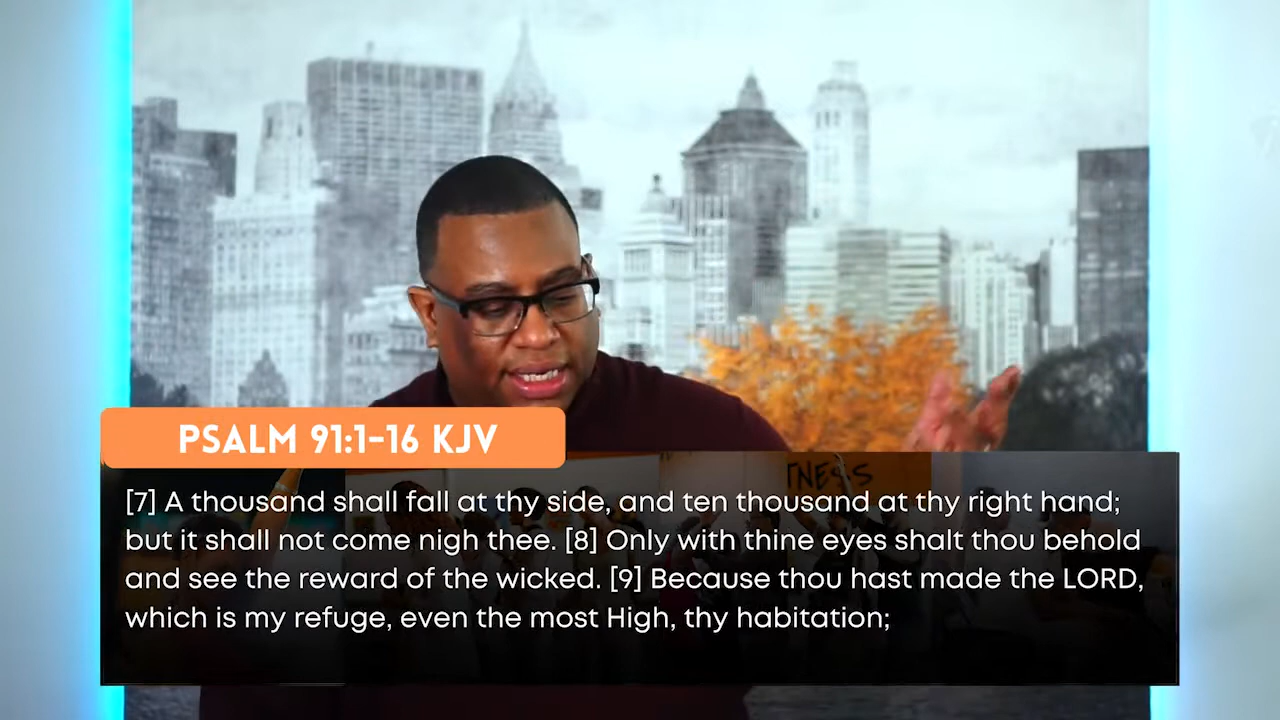 PSALM 91:1-16 KJV
TNESS
[7] A thousand shall fall at thy side, and ten thousand at thy right hand;
but it shall not come nigh thee. [8] Only with thine eyes shalt thou behold
and see the reward of the wicked. [9] Because thou hast made the LORD,
which is my refuge, even the most High, thy habitation;